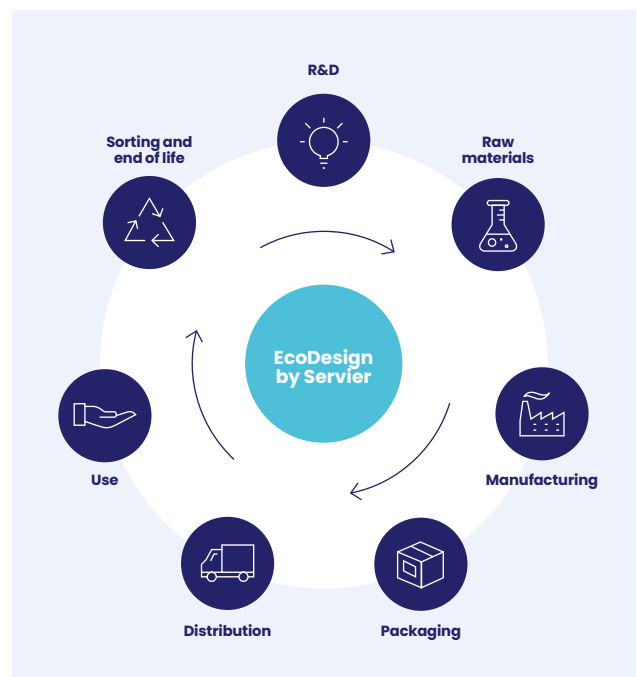 R&D
Raw
materials
Manufacturing
Packaging
Distribution
Use
Sorting and
end of life
EcoDesign
by Servier